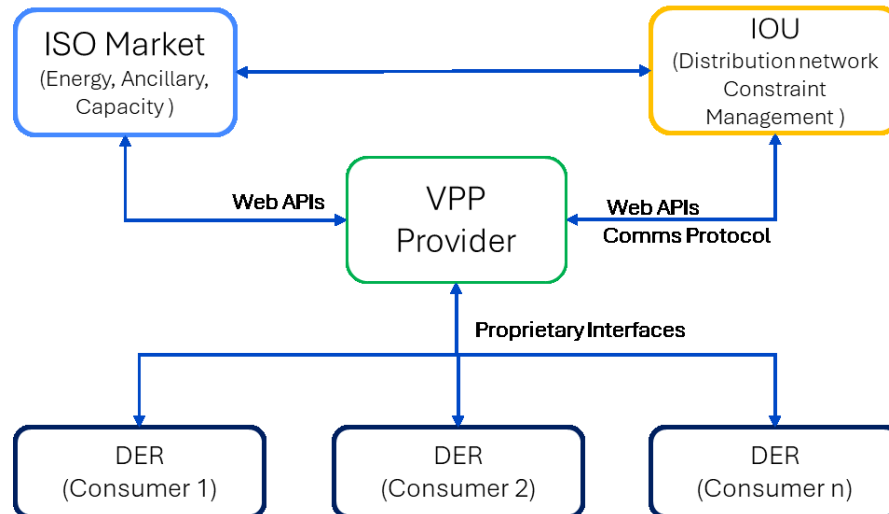 ISO Market
(Energy, Ancillary,
Capacity )
IOU
(Distribution network
Constraint
Management )
Web APIs
VPP
Provider
Web APIs
Comms Protocol
Proprietary Interfaces
DER
(Consumer 1)
DER
(Consumer 2)
DER
(Consumer n)